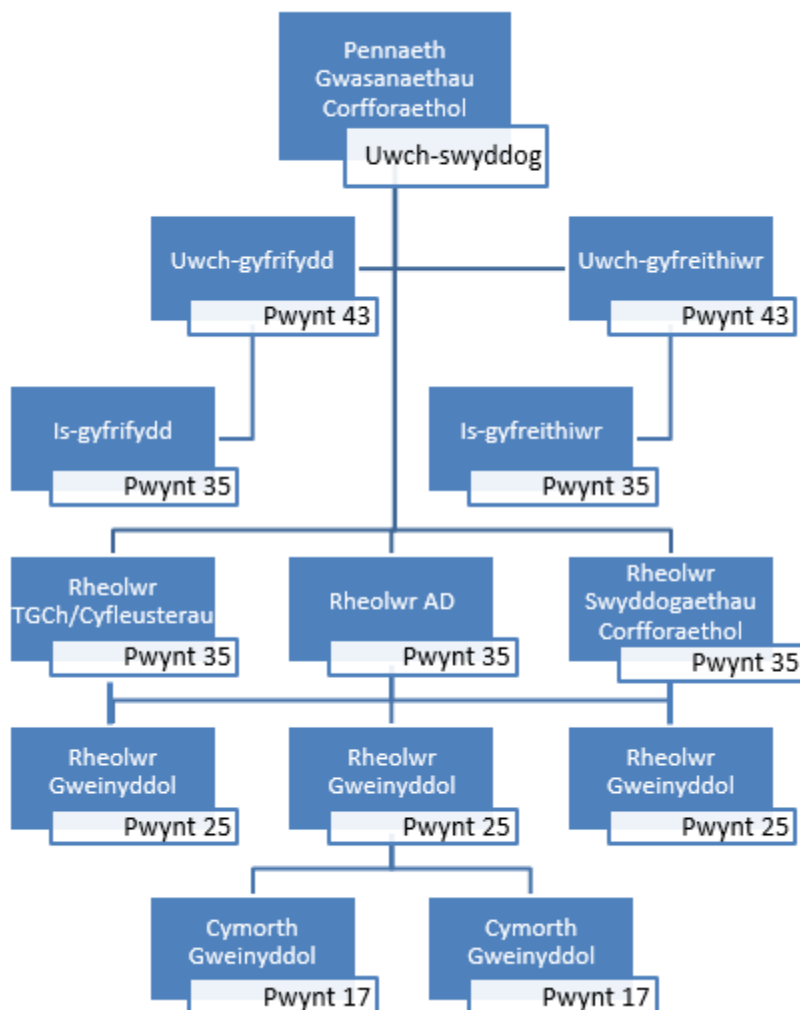 Pennaeth
Gwasanaethau
Corfforaethol
Uwch-swyddog
Uwch-gyfrifydd
Pwynt 43
Uwch-gyfreithiwr
Pwynt 43
Is-gyfrifydd
Pwynt 35
Is-gyfreithiwr
Pwynt 35
Rheolwr
TGCh/Cyfleusterau
Pwynt 35
Rheolwr AD
Pwynt 35
Rheolwr
Swyddogaethau
Corfforaethol
Pwynt 35
Rheolwr
Gweinyddol
Pwynt 25
Rheolwr
Gweinyddol
Pwynt 25
Rheolwr
Gweinyddol
Pwynt 25
Cymorth
Gweinyddol
Pwynt 17
Cymorth
Gweinyddol
Pwynt 17